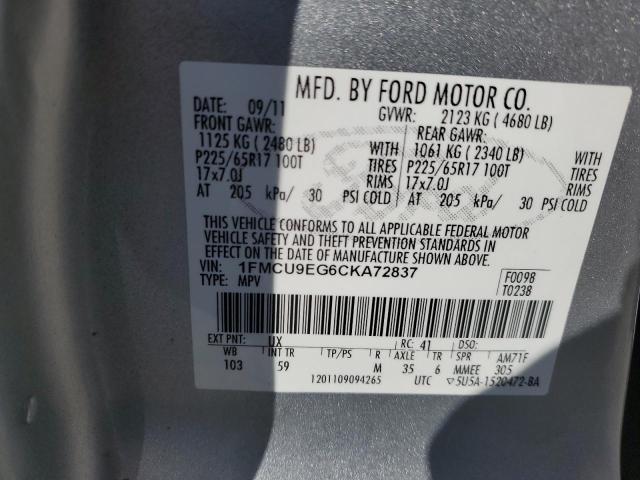 MFD. BY FORD MOTOR CO.
DATE: 09/11 GVWR: 2123 KG ( 4680 LB)
FRONT GAWR: REAR GAWR:
1125 KG ( 2480 LB) WITH 1061 KG ( 2340 LB) WITH
P225/65R17 100T TIRES P225/65R17 100T TIRES
17x7.0J RIMS 17x7.0J RIMS
AT 205 kPa/ 30 PSI COLD AT 205 kPa/ 30 PSI COLD
THIS VEHICLE CONFORMS TO ALL APPLICABLE FEDERAL MOTOR
VEHICLE SAFETY AND THEFT PREVENTION STANDARDS IN
EFFECT ON THE DATE OF MANUFACTURE SHOWN ABOVE.
VIN: 1FMCU9EG6CKA72837 F0098
TYPE: MPV T0238
EXT PNT: UX RC: 41 DSO:
WB INT TR TP/PS R AXLE TR SPR AM71F
103 59 M 35 6 MMEE 305
1201109094265 UTC ▽5U5A-1520472-BA